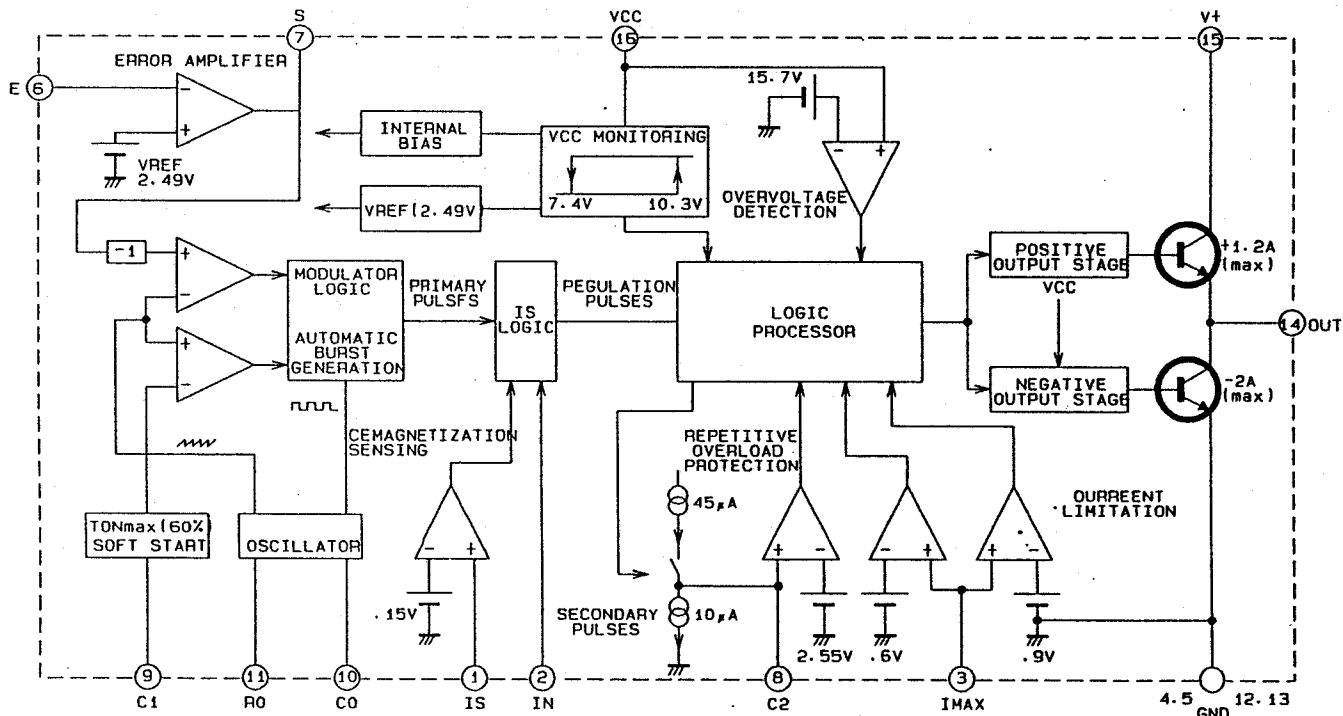 S
VCC
V+
7
16
15
ERROR AMPLIFIER
E
6
-
+
15.7V
INTERNAL
BIAS
VCC MONITORING
-
+
VREF
2.49V
7.4V
10.3V
OVERVOLTAGE
DETECTION
VREF(2.49V
-1
+
-
POSITIVE
OUTPUT STAGE
+1.2A
(max)
MODULATOR
LOGIC
PRIMARY
PULSFS
IS
LOGIC
PEGULATION
PULSES
LOGIC
PROCESSOR
VCC
14
OUT
+
-
AUTOMATIC
BURST
GENERATION
NEGATIVE
OUTPUT STAGE
-2A
(max)
CEMAGNETIZATION
SENSING
REPETITIVE
OVERLOAD
PROTECTION
45µA
OURREENT
LIMITATION
TONmax(60%
SOFT START
OSCILLATOR
-
+
+
-
-
+
+
-
.15V
SECONDARY
PULSES
10µA
2.55V
.6V
.9V
9
11
10
1
2
8
3
C1
RO
CO
IS
IN
C2
IMAX
4.5
12.13
GND